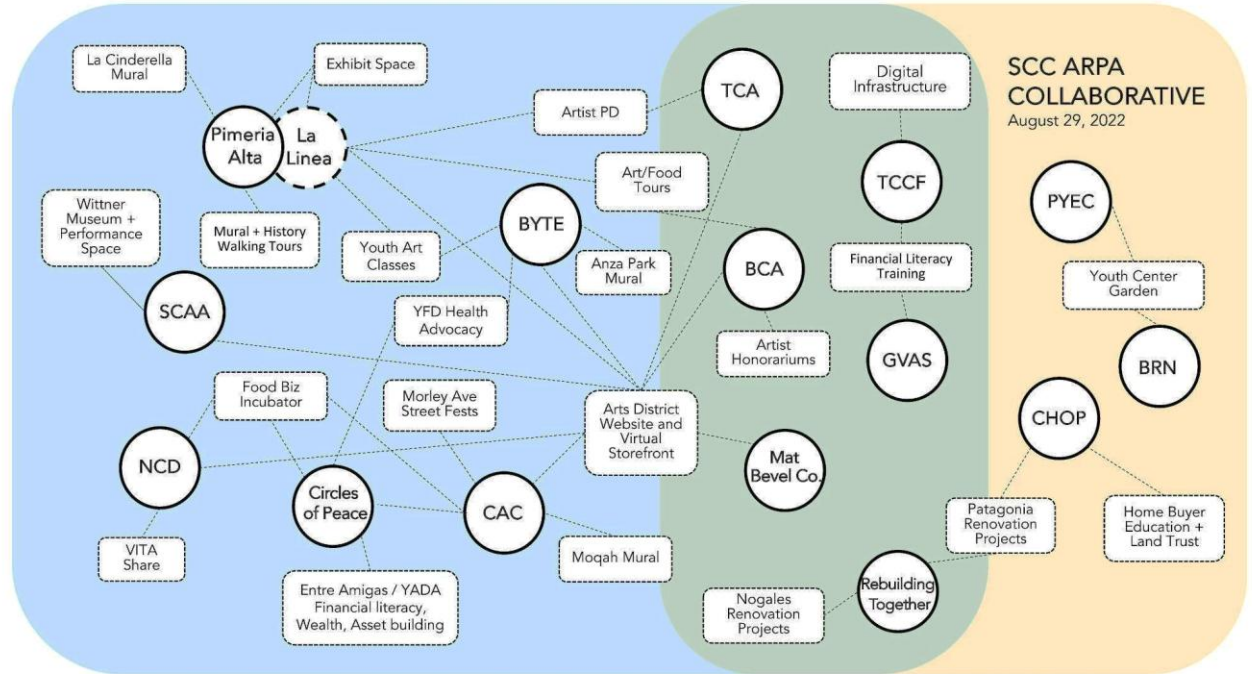 SCC ARPA
COLLABORATIVE
August 29, 2022
La Cinderella
Mural
Exhibit Space
Pimeria
Alta
La
Linea
Artist PD
TCA
Digital
Infrastructure
Art/Food
Tours
TCCF
PYEC
Wittner
Museum +
Performance
Space
Mural + History
Walking Tours
Youth Art
Classes
BYTE
Anza Park
Mural
BCA
Financial Literacy
Training
Youth Center
Garden
SCAA
YFD Health
Advocacy
Artist
Honorariums
GVAS
BRN
Food Biz
Incubator
Morley Ave
Street Fests
Arts District
Website and
Virtual
Storefront
CHOP
NCD
Circles
of Peace
CAC
Mat
Bevel Co.
Patagonia
Renovation
Projects
Home Buyer
Education +
Land Trust
VITA
Share
Moqah Mural
Entre Amigas / YADA
Financial literacy,
Wealth, Asset building
Nogales
Renovation
Projects
Rebuilding
Together